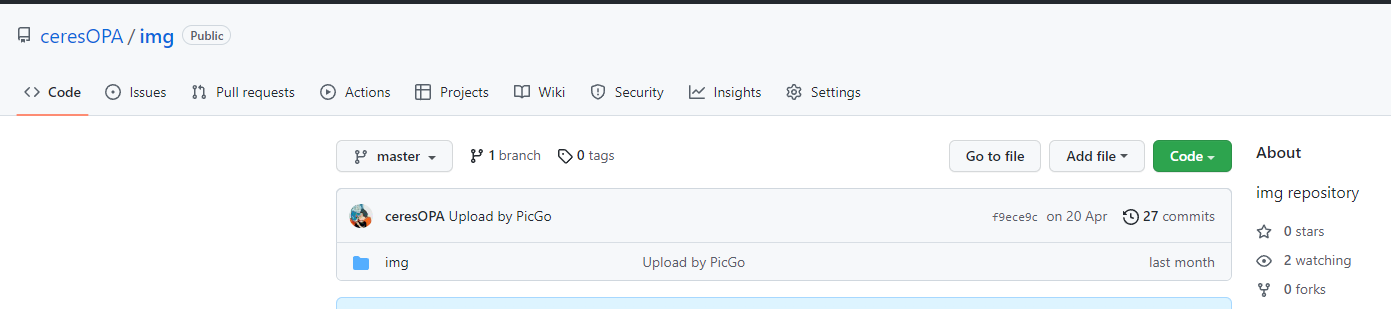 ceresOPA / img Public
Code Issues Pull requests Actions Projects Wiki Security Insights Settings
master 1 branch 0 tags Go to file Add file Code
ceresOPA Upload by PicGo f9ece9c on 20 Apr 27 commits
img Upload by PicGo last month
About
img repository
0 stars
2 watching
0 forks